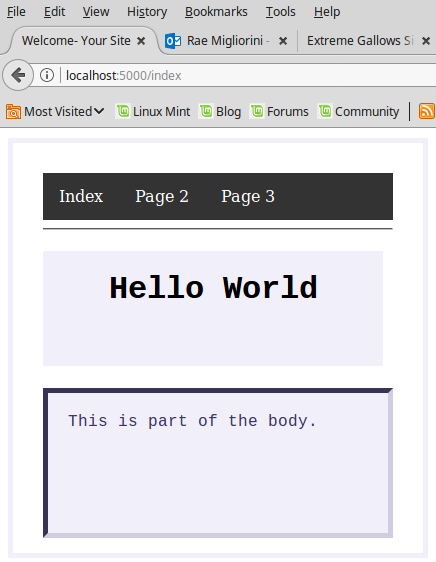 File Edit View History Bookmarks Tools Help
Welcome- Your Site Rae Migliorini - Extreme Gallows Si
localhost:5000/index
Most Visited Linux Mint Blog Forums Community
Index Page 2 Page 3
Hello World
This is part of the body.